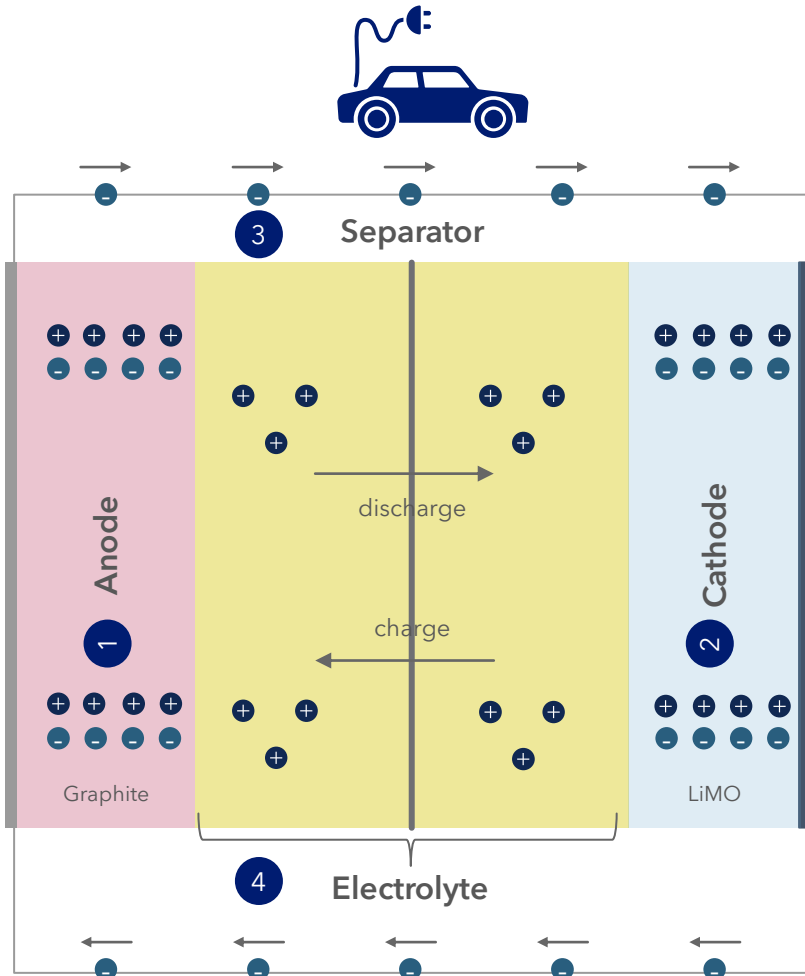 3
Separator
discharge
Anode
Cathode
charge
1
2
Graphite
LiMO
4
Electrolyte